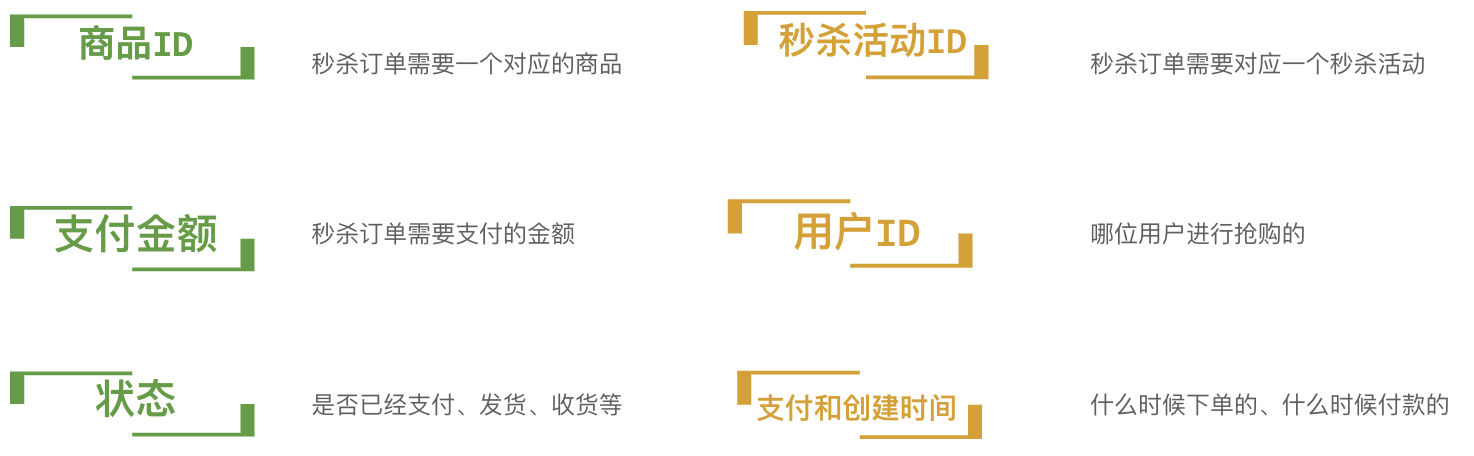 商品ID
秒杀订单需要一个对应的商品
秒杀活动ID
秒杀订单需要对应一个秒杀活动
支付金额
秒杀订单需要支付的金额
用户ID
哪位用户进行抢购的
状态
是否已经支付、发货、收货等
支付和创建时间
什么时候下单的、什么时候付款的